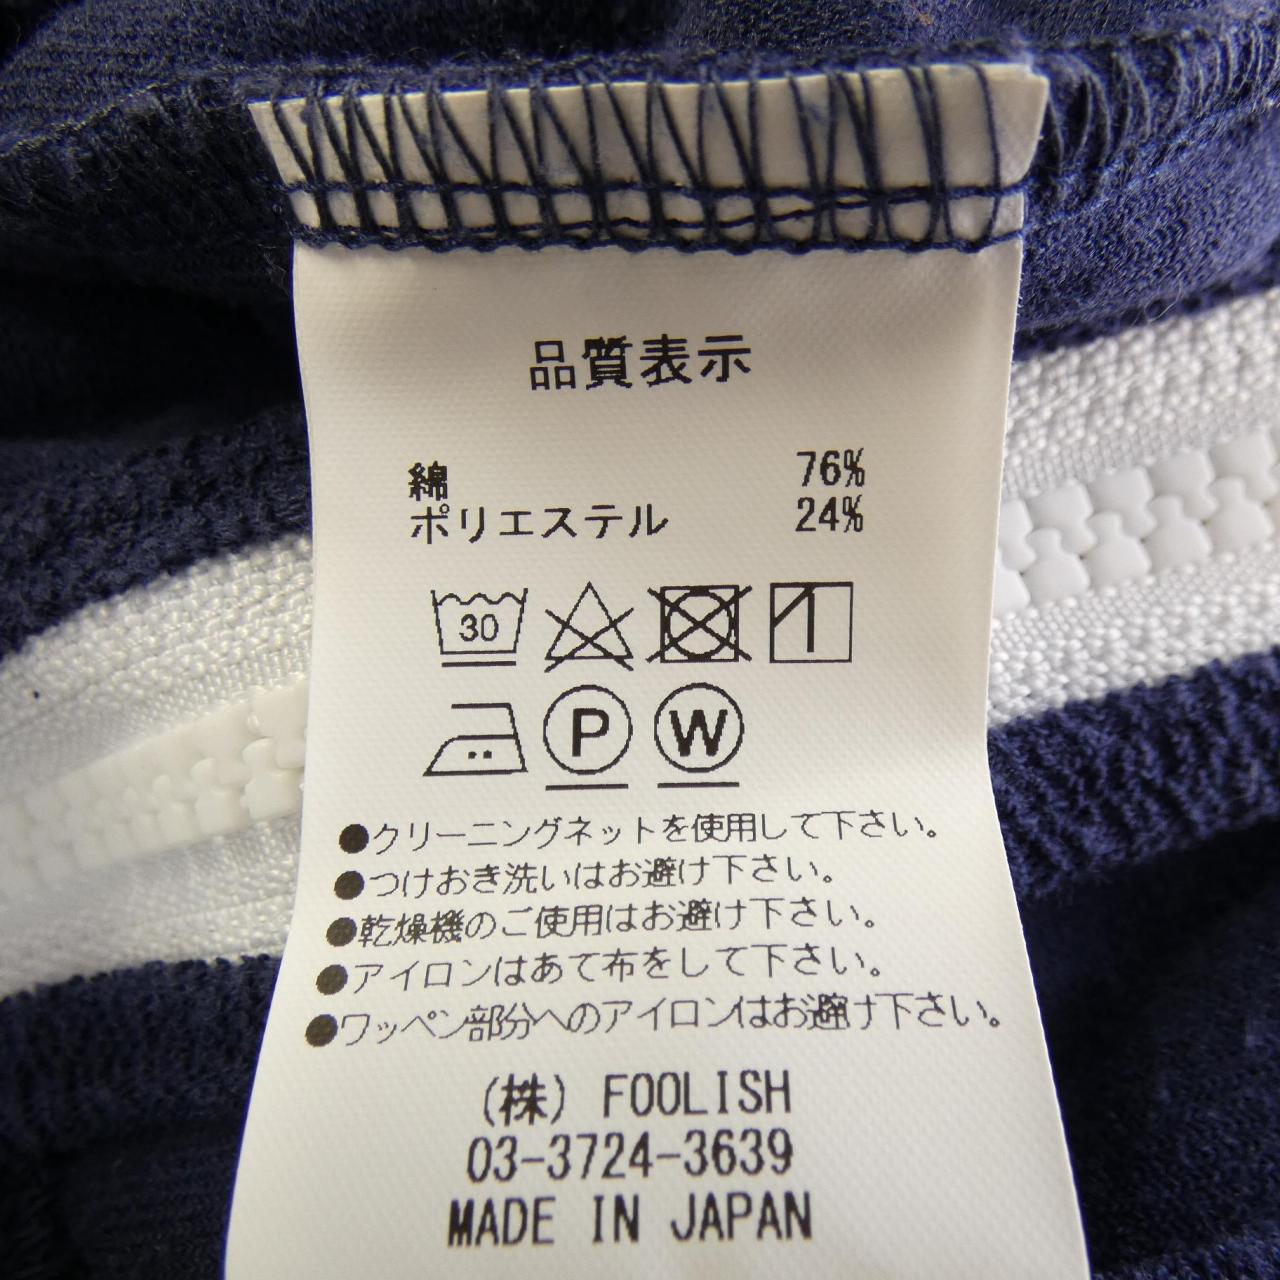 品質表示
綿 76%
ポリエステル 24%
30
P W
●クリーニングネットを使用して下さい。
●つけおき洗いはお避け下さい。
●乾燥機のご使用はお避け下さい。
●アイロンはあて布をして下さい。
●ワッペン部分へのアイロンはお避け下さい。
(株) FOOLISH
03-3724-3639
MADE IN JAPAN